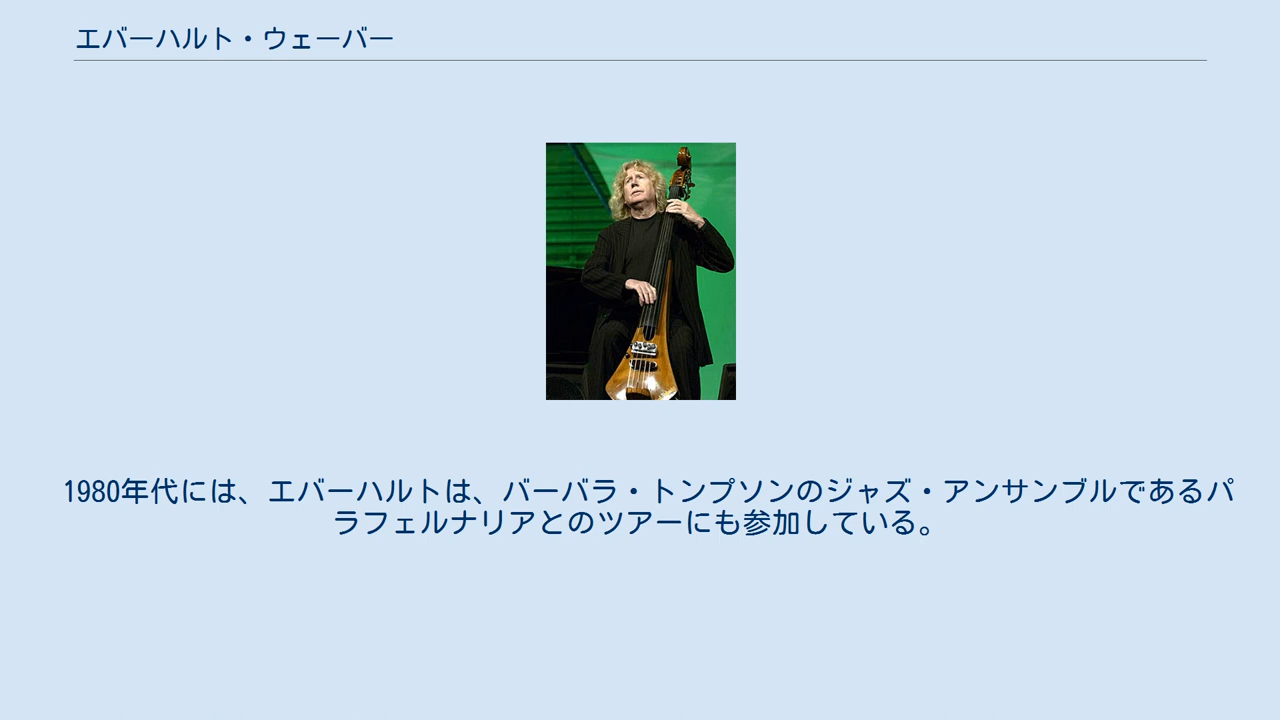 エバーハルト・ウェーバー
1980年代には、エバーハルトは、バーバラ・トンプソンのジャズ・アンサンブルであるパ
ラフェルナリアとのツアーにも参加している。